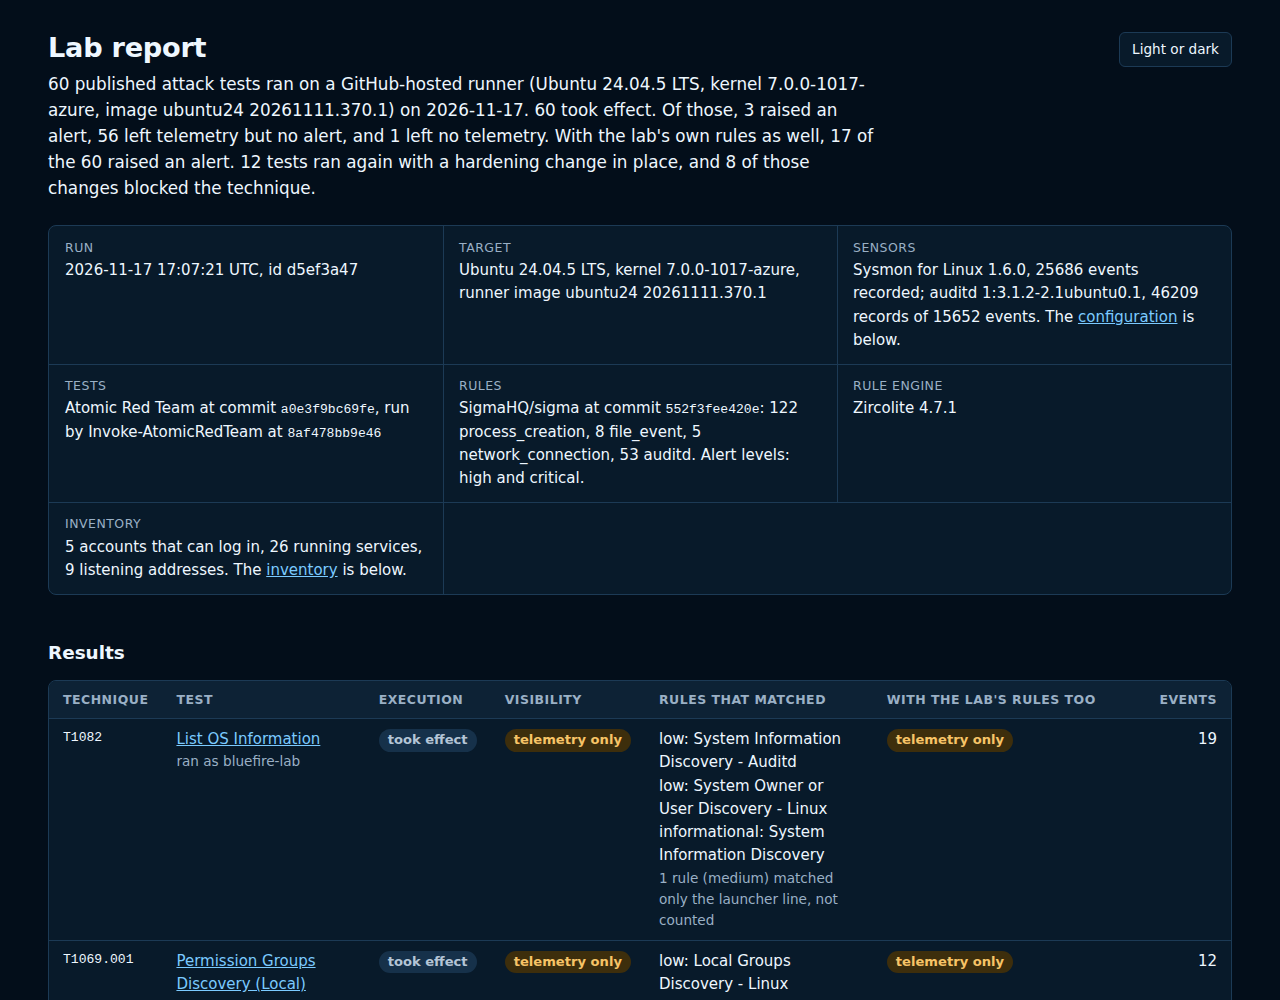 Lab report
Light or dark
60 published attack tests ran on a GitHub-hosted runner (Ubuntu 24.04.5 LTS, kernel 7.0.0-1017-
azure, image ubuntu24 20261111.370.1) on 2026-11-17. 60 took effect. Of those, 3 raised an
alert, 56 left telemetry but no alert, and 1 left no telemetry. With the lab's own rules as well, 17 of
the 60 raised an alert. 12 tests ran again with a hardening change in place, and 8 of those
changes blocked the technique.
RUN
2026-11-17 17:07:21 UTC, id d5ef3a47
TARGET
Ubuntu 24.04.5 LTS, kernel 7.0.0-1017-azure,
runner image ubuntu24 20261111.370.1
SENSORS
Sysmon for Linux 1.6.0, 25686 events
recorded; auditd 1:3.1.2-2.1ubuntu0.1, 46209
records of 15652 events. The configuration is
below.
TESTS
Atomic Red Team at commit a0e3f9bc69fe, run
by Invoke-AtomicRedTeam at 8af478bb9e46
RULES
SigmaHQ/sigma at commit 552f3fee420e: 122
process_creation, 8 file_event, 5
network_connection, 53 auditd. Alert levels:
high and critical.
RULE ENGINE
Zircolite 4.7.1
INVENTORY
5 accounts that can log in, 26 running services,
9 listening addresses. The inventory is below.
Results
TECHNIQUE TEST EXECUTION VISIBILITY RULES THAT MATCHED WITH THE LAB'S RULES TOO EVENTS
T1082 List OS Information took effect telemetry only low: System Information telemetry only 19
ran as bluefire-lab Discovery - Auditd
low: System Owner or
User Discovery - Linux
informational: System
Information Discovery
1 rule (medium) matched
only the launcher line, not
counted
T1069.001 Permission Groups took effect telemetry only low: Local Groups telemetry only 12
Discovery (Local) Discovery - Linux